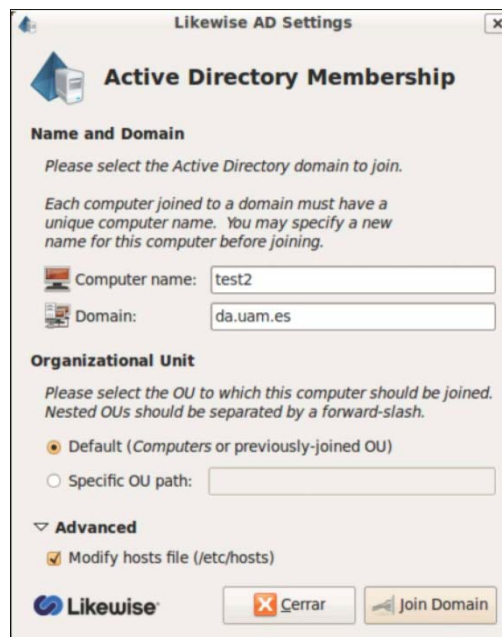 Likewise AD Settings
Active Directory Membership
Name and Domain
Please select the Active Directory domain to join.
Each computer joined to a domain must have a
unique computer name. You may specify a new
name for this computer before joining.
Computer name: test2
Domain: da.uam.es
Organizational Unit
Please select the OU to which this computer should be joined.
Nested OUs should be separated by a forward-slash.
Default (Computers or previously-joined OU)
Specific OU path:
Advanced
Modify hosts file (/etc/hosts)
Likewise Cerrar Join Domain